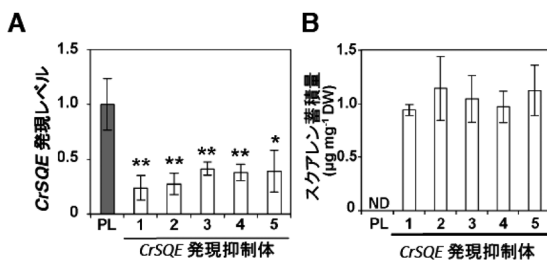 A
CrSQE 発現レベル
1.5
1.0
0.5
0
**
**
**
**
*
PL 1 2 3 4 5
CrSQE 発現抑制体
B
スクアレン蓄積量
(μg mg-1 DW)
1.5
1.0
0.5
0
ND
PL 1 2 3 4 5
CrSQE 発現抑制体